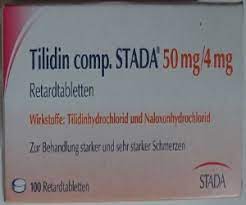 Tilidin comp. STADA® 50 mg/4 mg
Retardtabletten
Wirkstoffe: Tilidinhydrochlorid und Naloxonhydrochlorid
Zur Behandlung starker und sehr starker Schmerzen
100 Retardtabletten
STADA